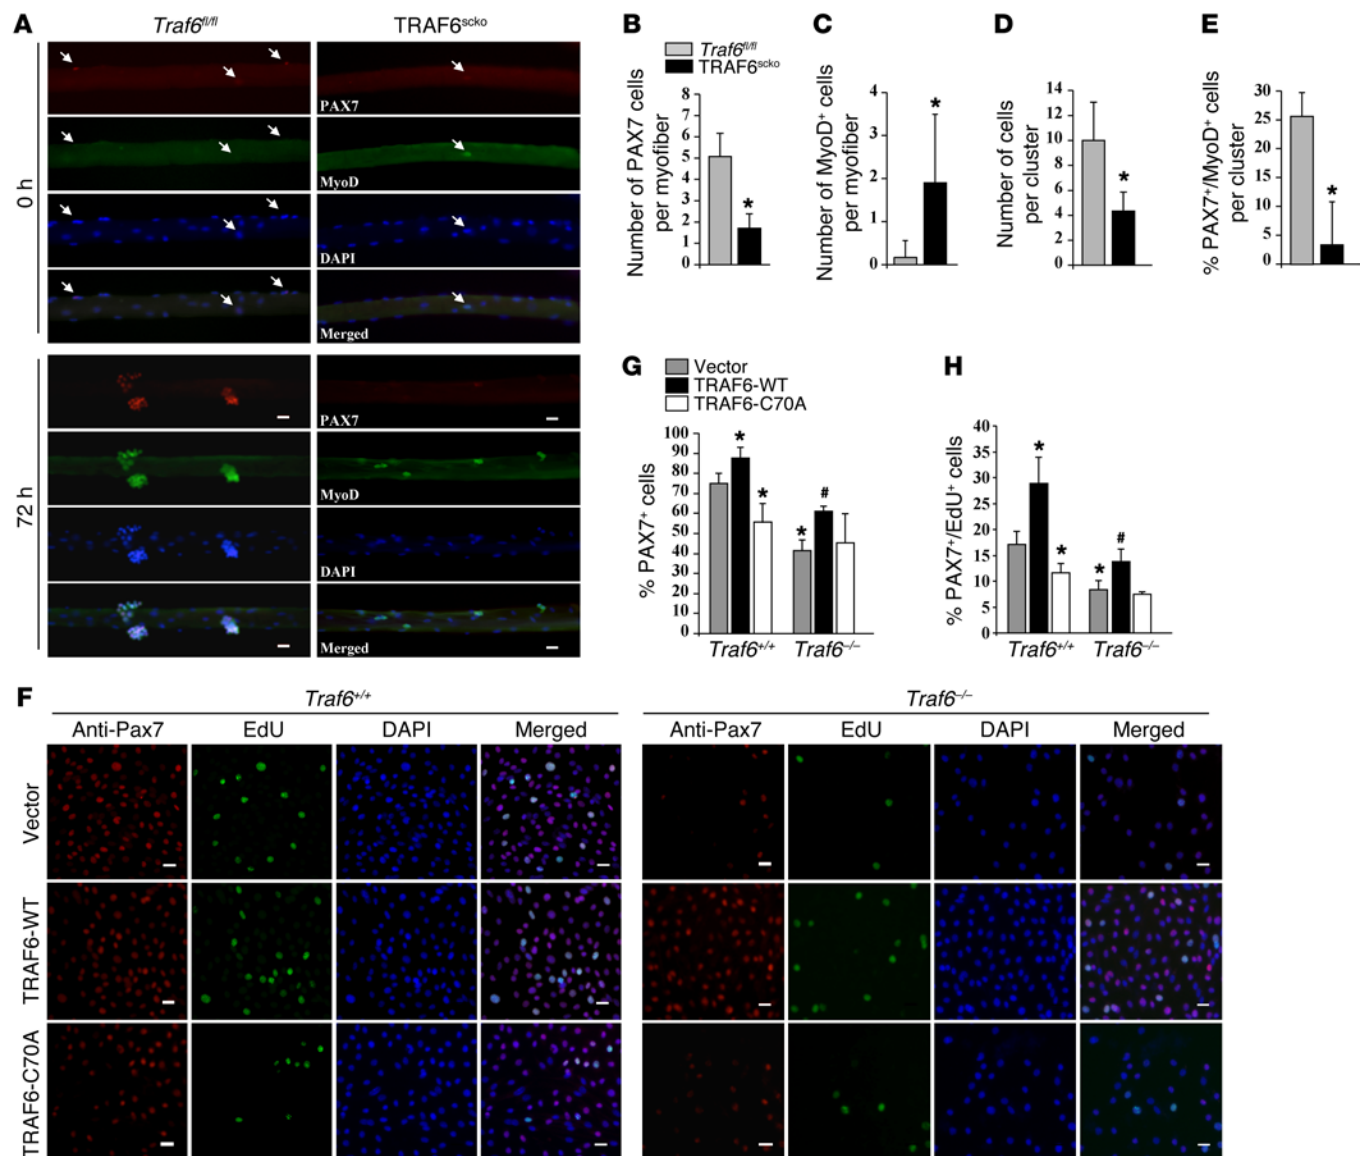 A
Traf6fl/fl
TRAF6scko
0 h
PAX7
MyoD
DAPI
Merged
72 h
PAX7
PAX7
MyoD
MyoD
DAPI
DAPI
Merged
Merged
B
Traf6fl/fl
TRAF6scko
Number of PAX7 cells
per myofiber
8
7
6
5
4
3
2
1
0
*
C
Number of MyoD+ cells
per myofiber
4
3
2
1
0
*
D
Number of cells
per cluster
14
12
10
8
6
4
2
0
*
E
% PAX7+/MyoD+ cells
per cluster
30
25
20
15
10
5
0
*
G
Vector
TRAF6-WT
TRAF6-C70A
% PAX7+ cells
100
90
80
70
60
50
40
30
20
10
0
* * * #
Traf6+/+ Traf6–/–
H
% PAX7+/EdU+ cells
40
35
30
25
20
15
10
5
0
* * * #
Traf6+/+ Traf6–/–
F
Traf6+/+ Traf6–/–
Anti-Pax7 EdU DAPI Merged Anti-Pax7 EdU DAPI Merged
Vector
TRAF6-WT
TRAF6-C70A